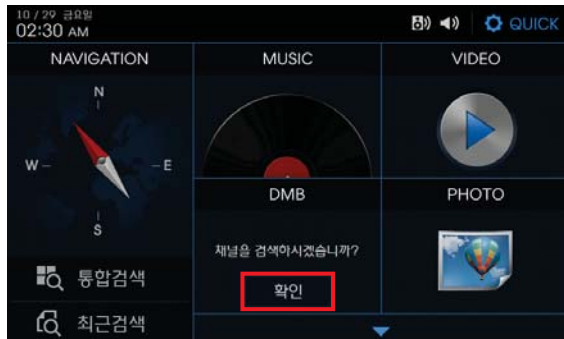 10 / 29 금요일
02:30 AM
QUICK
NAVIGATION
MUSIC
VIDEO
N
W
E
S
DMB
PHOTO
채널을 검색하시겠습니까?
확인
통합검색
최근검색